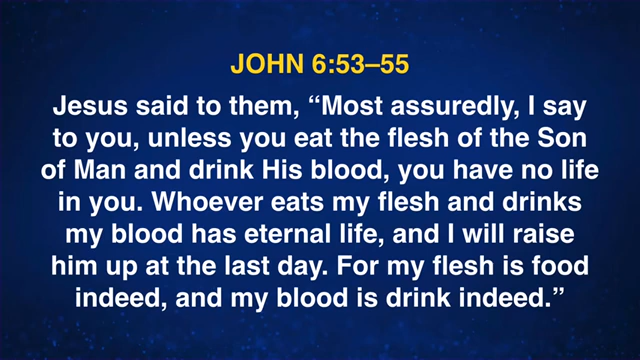 JOHN 6:53–55
Jesus said to them, “Most assuredly, I say
to you, unless you eat the flesh of the Son
of Man and drink His blood, you have no life
in you. Whoever eats my flesh and drinks
my blood has eternal life, and I will raise
him up at the last day. For my flesh is food
indeed, and my blood is drink indeed.”